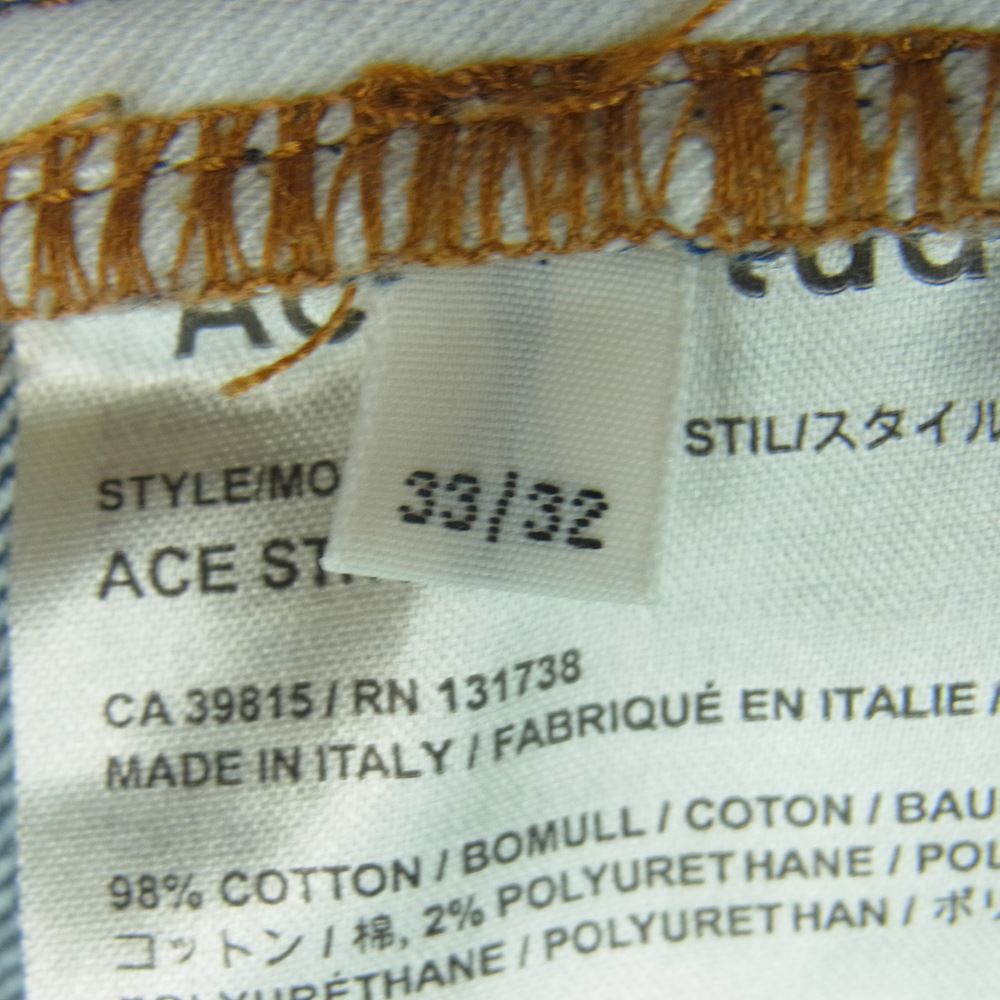 33/32
STYLE/MO
STIL/スタイル
ACE
CA 39815 / RN 131738
MADE IN ITALY / FABRIQUÉ EN ITALIE /
98% COTTON / BOMULL / COTON / BAU
コットン / 棉, 2% POLYURETHANE / POL
POLYURÉTHANE / POLYURETHAN / ポリ